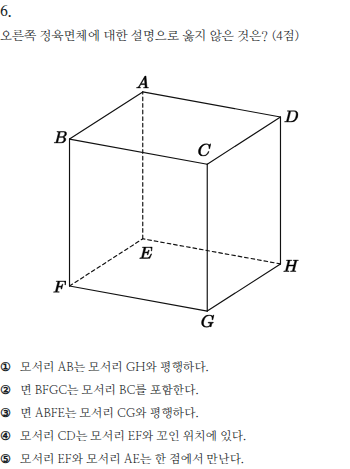 6.
오른쪽 정육면체에 대한 설명으로 옳지 않은 것은? (4점)
A
D
B
C
E
H
F
G
① 모서리 AB는 모서리 GH와 평행하다.
② 면 BFGC는 모서리 BC를 포함한다.
③ 면 ABFE는 모서리 CG와 평행하다.
④ 모서리 CD는 모서리 EF와 꼬인 위치에 있다.
⑤ 모서리 EF와 모서리 AE는 한 점에서 만난다.